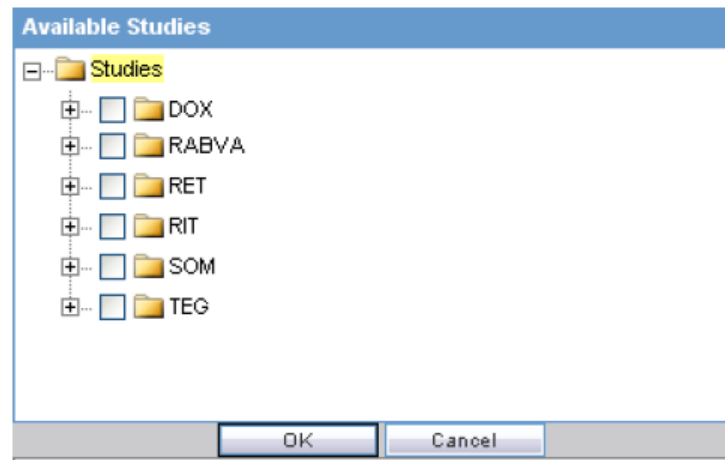 Available Studies
Studies
DOX
RABVA
RET
RIT
SOM
TEG
OK Cancel